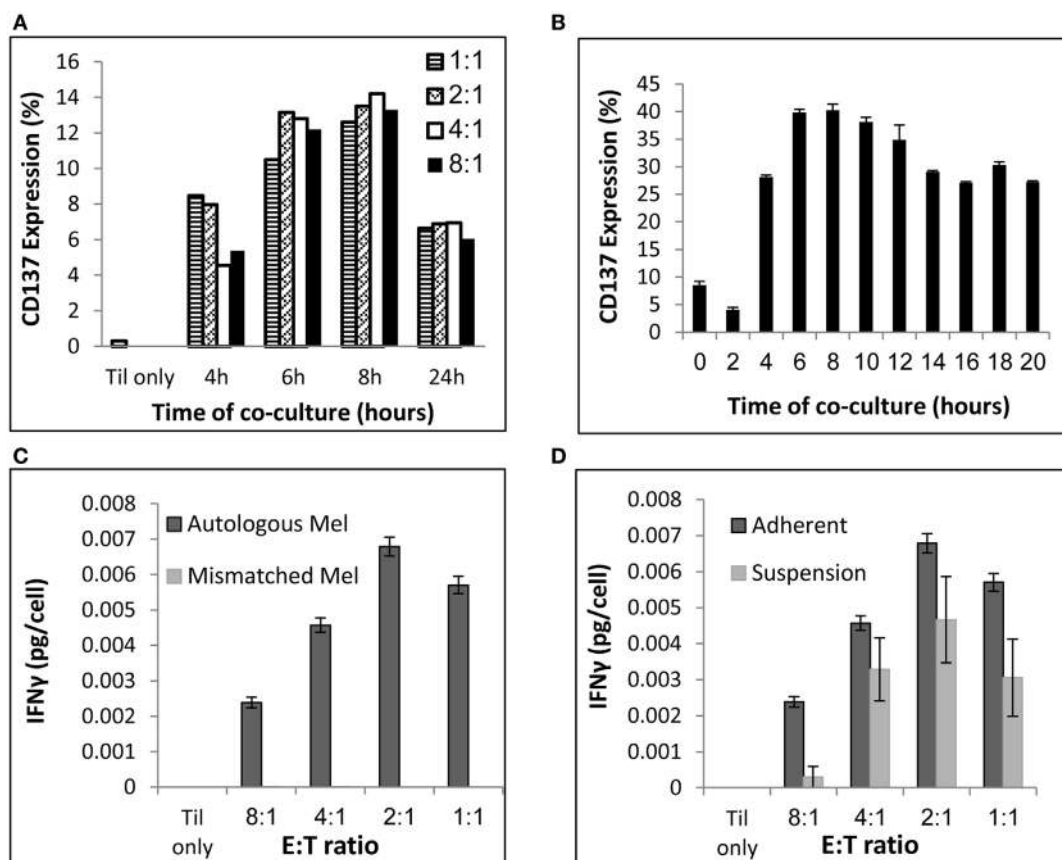 A
CD137 Expression (%)
16
14
12
10
8
6
4
2
0
1:1
2:1
4:1
8:1
Til only 4h 6h 8h 24h
Time of co-culture (hours)
B
CD137 Expression (%)
45
40
35
30
25
20
15
10
5
0
0 2 4 6 8 10 12 14 16 18 20
Time of co-culture (hours)
C
IFNγ (pg/cell)
0.008
0.007
0.006
0.005
0.004
0.003
0.002
0.001
0
Autologous Mel
Mismatched Mel
Til only 8:1 4:1 2:1 1:1
E:T ratio
D
IFNγ (pg/cell)
0.008
0.007
0.006
0.005
0.004
0.003
0.002
0.001
0
Adherent
Suspension
Til only 8:1 4:1 2:1 1:1
E:T ratio